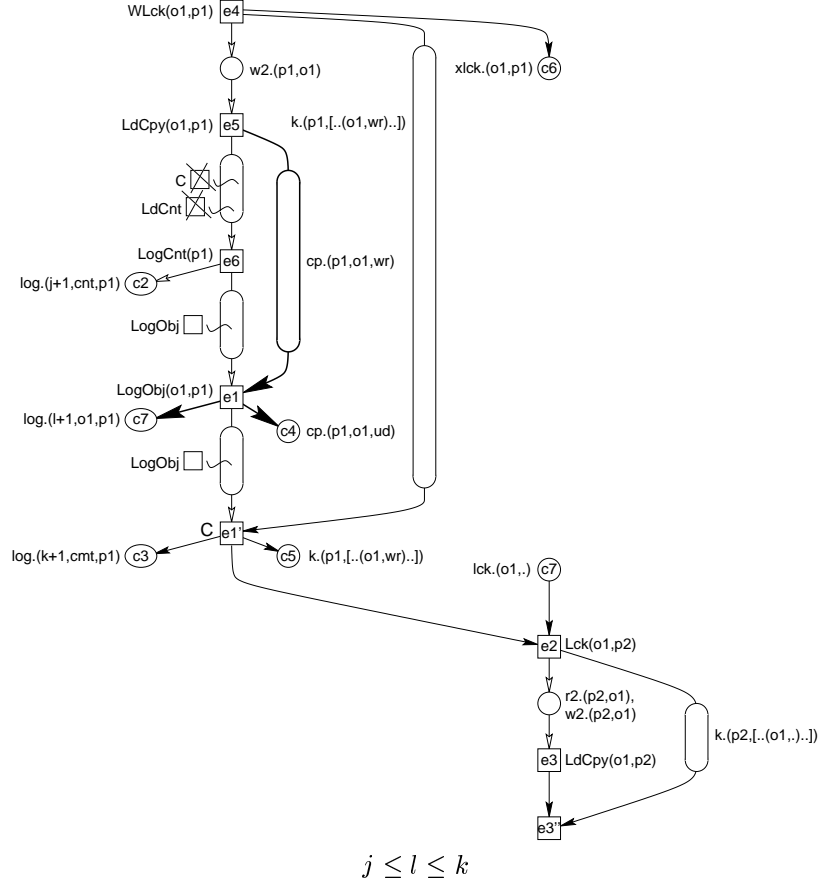 WLck(o1,p1) e4
w2.(p1,o1)
xlck.(o1,p1) c6
LdCpy(o1,p1) e5
k.(p1,[..(o1,wr)..])
C
LdCnt
LogCnt(p1)
e6
cp.(p1,o1,wr)
log.(j+1,cnt,p1) c2
LogObj
LogObj(o1,p1)
e1
log.(l+1,o1,p1) c7
c4 cp.(p1,o1,ud)
LogObj
C e1'
log.(k+1,cmt,p1) c3
c5 k.(p1,[..(o1,wr)..])
lck.(o1,.) c7
e2 Lck(o1,p2)
r2.(p2,o1),
w2.(p2,o1)
k.(p2,[..(o1,.)..])
e3 LdCpy(o1,p2)
e3''
j ≤ l ≤ k